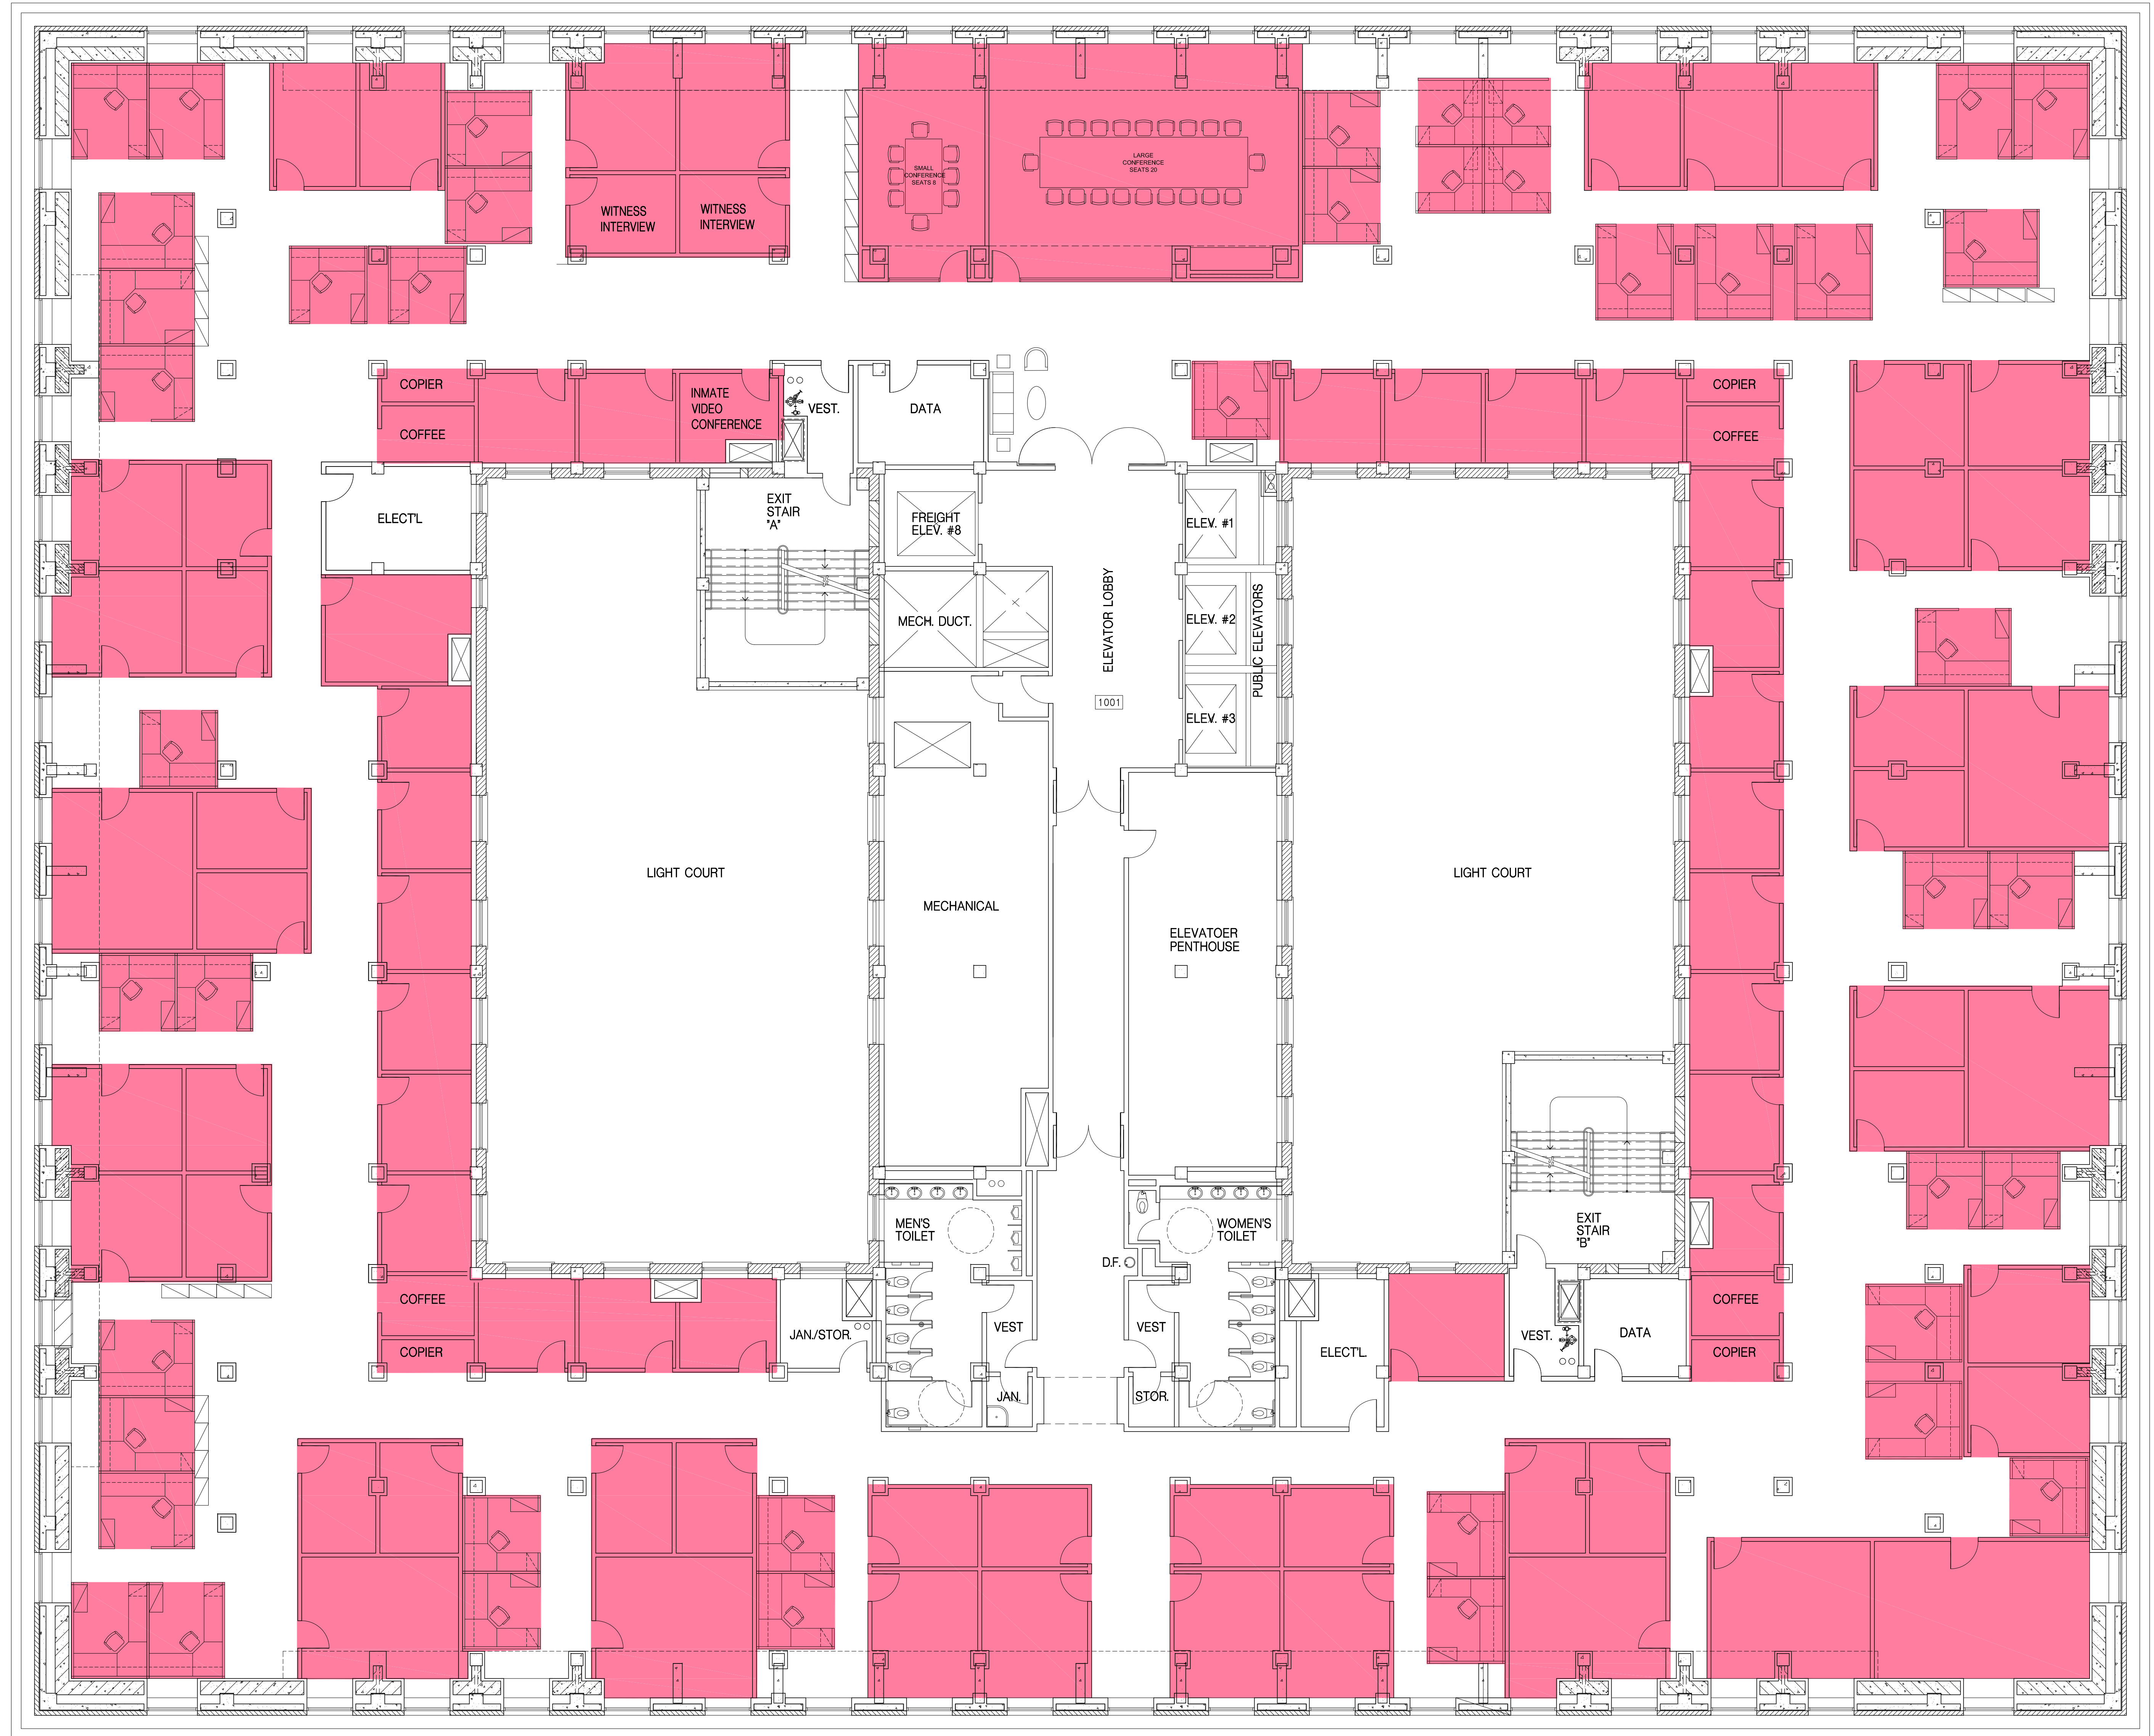 SMALL
CONFERENCE
SEATS 8
LARGE
CONFERENCE
SEATS 20
WITNESS
INTERVIEW
WITNESS
INTERVIEW
COPIER
COFFEE
INMATE
VIDEO
CONFERENCE
VEST.
DATA
COPIER
COFFEE
ELECT'L
EXIT
STAIR
"A"
FREIGHT
ELEV. #8
ELEV. #1
MECH. DUCT.
ELEVATOR LOBBY
ELEV. #2
PUBLIC ELEVATORS
1001
ELEV. #3
LIGHT COURT
LIGHT COURT
MECHANICAL
ELEVATOER
PENTHOUSE
MEN'S
TOILET
WOMEN'S
TOILET
EXIT
STAIR
"B"
D.F.
COFFEE
COPIER
JAN./STOR.
VEST
VEST
ELECT'L
VEST.
DATA
COFFEE
COPIER
JAN.
STOR.